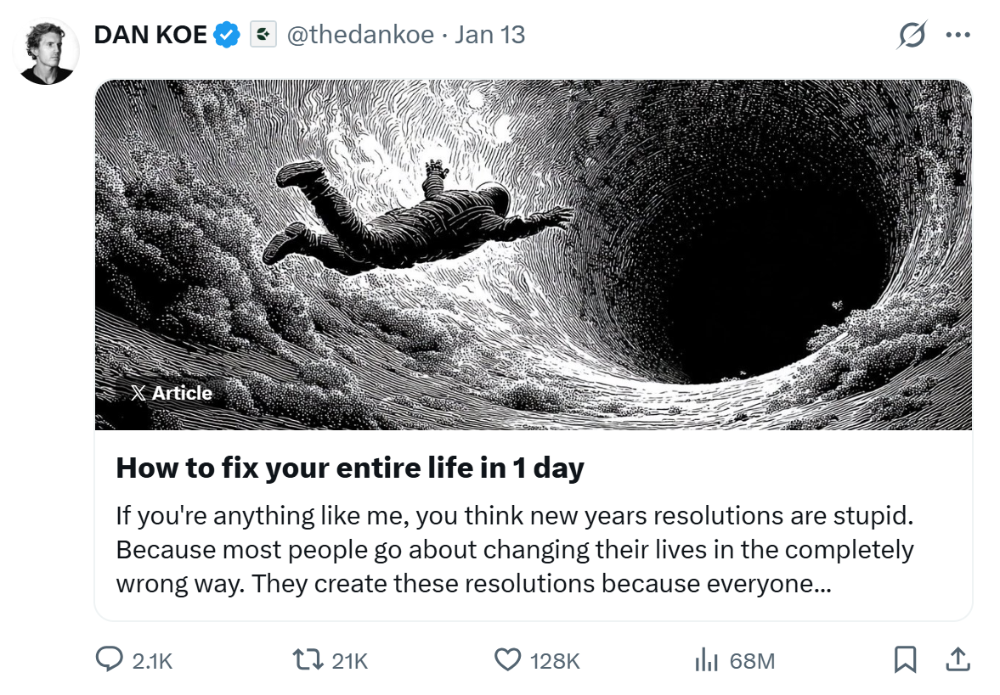 DAN KOE @thedankoe · Jan 13
Article
How to fix your entire life in 1 day
If you're anything like me, you think new years resolutions are stupid.
Because most people go about changing their lives in the completely
wrong way. They create these resolutions because everyone...
2.1K 21K 128K 68M